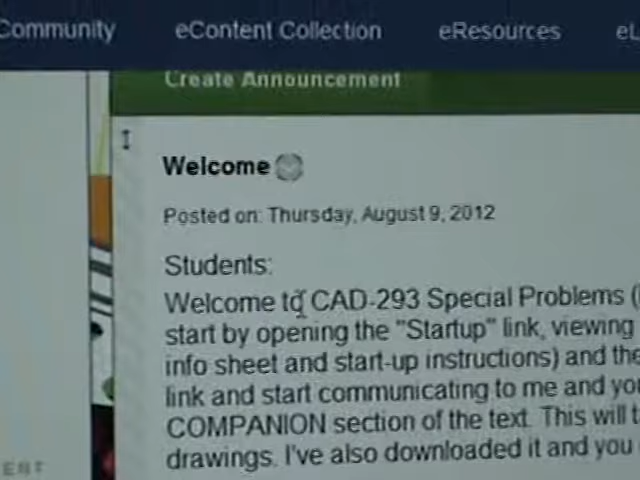 Community eContent Collection eResources eL
Create Announcement
Welcome
Posted on: Thursday, August 9, 2012
Students:
Welcome to CAD-293 Special Problems (
start by opening the "Startup" link, viewing
info sheet and start-up instructions) and the
link and start communicating to me and you
COMPANION section of the text. This will t
drawings. I've also downloaded it and you
ENT